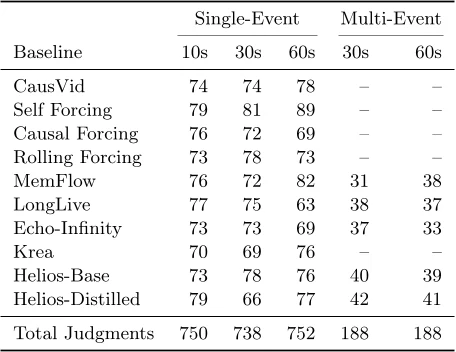 Single-Event Multi-Event
Baseline 10s 30s 60s 30s 60s
CausVid 74 74 78 – –
Self Forcing 79 81 89 – –
Causal Forcing 76 72 69 – –
Rolling Forcing 73 78 73 – –
MemFlow 76 72 82 31 38
LongLive 77 75 63 38 37
Echo-Infinity 73 73 69 37 33
Krea 70 69 76 – –
Helios-Base 73 78 76 40 39
Helios-Distilled 79 66 77 42 41
Total Judgments 750 738 752 188 188